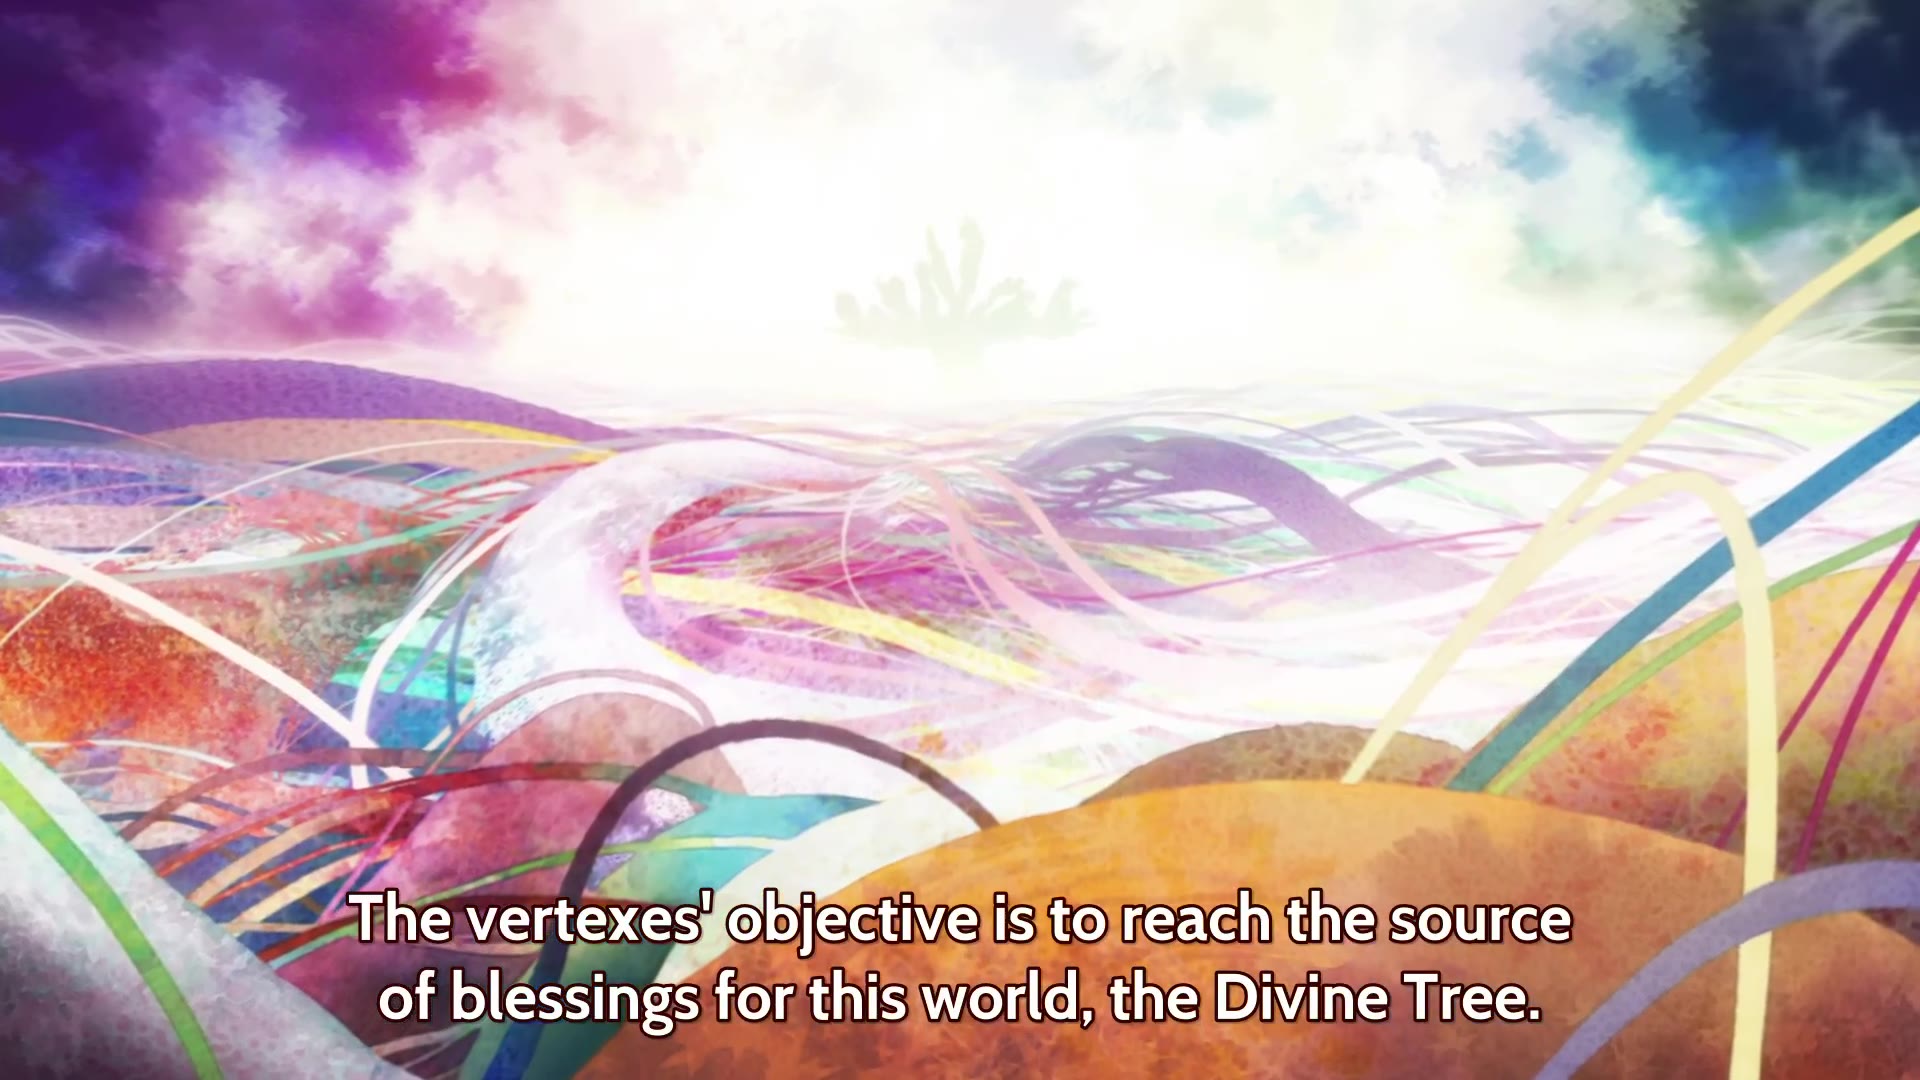 The vertexes' objective is to reach the source
of blessings for this world, the Divine Tree.